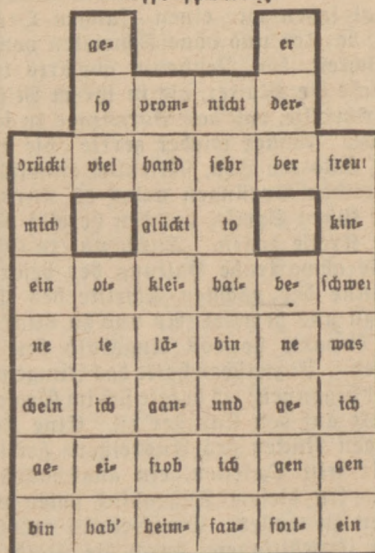 ge- er
so prom- nicht der-
drückt viel hand sehr ber freut
mich glückt to kin-
ein ot- klei- hat- be- schwer
ne te lä- bin ne was
cheln ich gan- und ge- ich
ge- ei- froh ich gen gen
bin hab' heim- fan- fort- ein